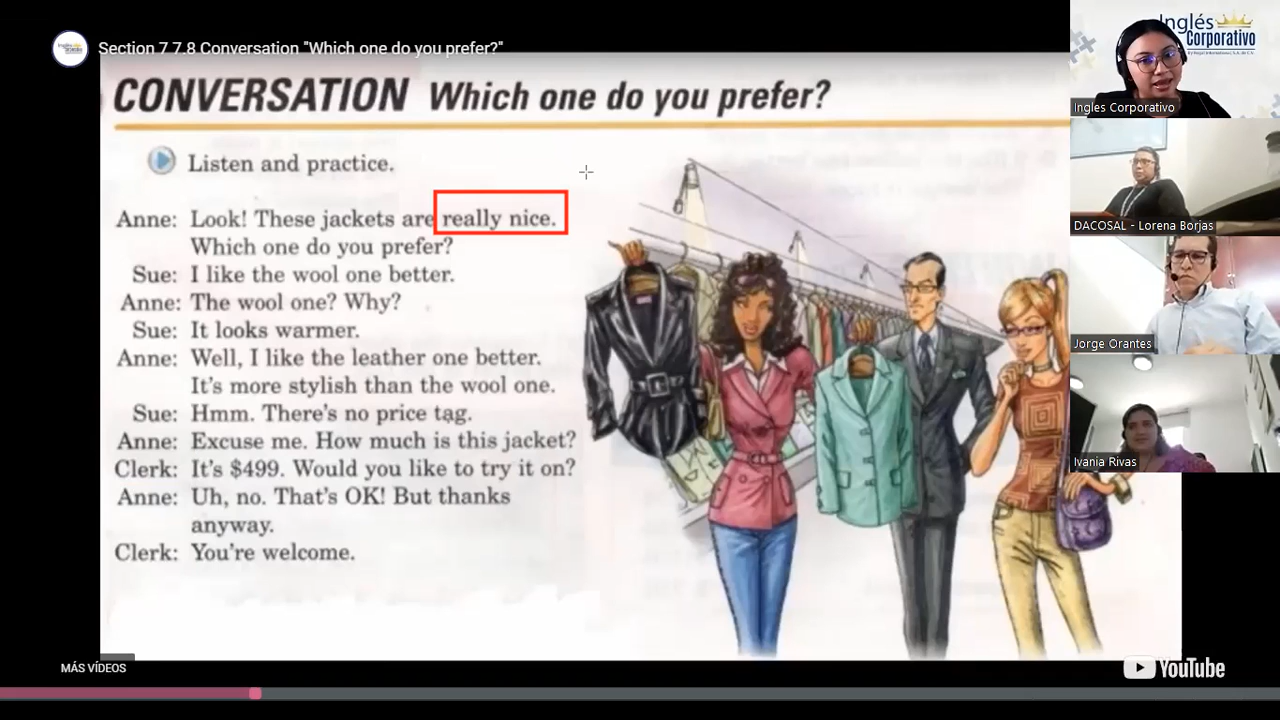 Section 7 7.8 Conversation "Which one do you prefer?"
CONVERSATION Which one do you prefer?
Listen and practice.
Anne: Look! These jackets are really nice.
Which one do you prefer?
Sue: I like the wool one better.
Anne: The wool one? Why?
Sue: It looks warmer.
Anne: Well, I like the leather one better.
It's more stylish than the wool one.
Sue: Hmm. There's no price tag.
Anne: Excuse me. How much is this jacket?
Clerk: It's $499. Would you like to try it on?
Anne: Uh, no. That's OK! But thanks
anyway.
Clerk: You're welcome.
MÁS VÍDEOS
YouTube
Inglés
Corporativo
Ingles Corporativo
DACOSAL - Lorena Borjas
Jorge Orantes
Ivania Rivas